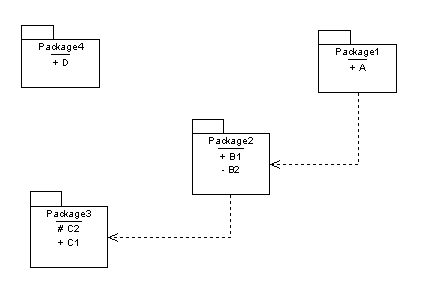 Package4
+ D
Package1
+ A
Package2
+ B1
- B2
Package3
# C2
+ C1